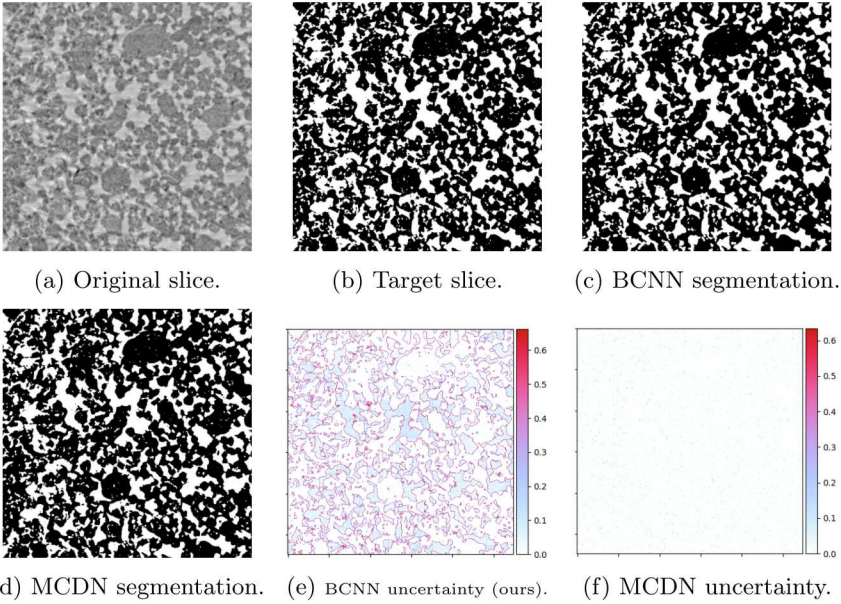 (a) Original slice.
(b) Target slice.
(c) BCNN segmentation.
0.6
0.5
0.4
0.3
0.2
0.1
0.0
0.6
0.5
0.4
0.3
0.2
0.1
0.0
d) MCDN segmentation.
(e) BCNN uncertainty (ours).
(f) MCDN uncertainty.